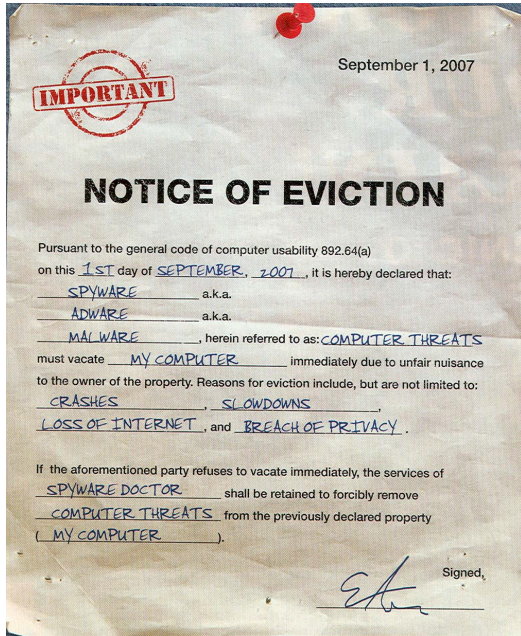 September 1, 2007
IMPORTANT
NOTICE OF EVICTION
Pursuant to the general code of computer usability 892.64(a)
on this 1ST day of SEPTEMBER, 2007, it is hereby declared that:
SPYWARE a.k.a.
ADWARE a.k.a.
MALWARE, herein referred to as: COMPUTER THREATS
must vacate MY COMPUTER immediately due to unfair nuisance
to the owner of the property. Reasons for eviction include, but are not limited to:
CRASHES, SLOWDOWNS,
LOSS OF INTERNET, and BREACH OF PRIVACY.
If the aforementioned party refuses to vacate immediately, the services of
SPYWARE DOCTOR shall be retained to forcibly remove
COMPUTER THREATS from the previously declared property
(MY COMPUTER).
Signed,